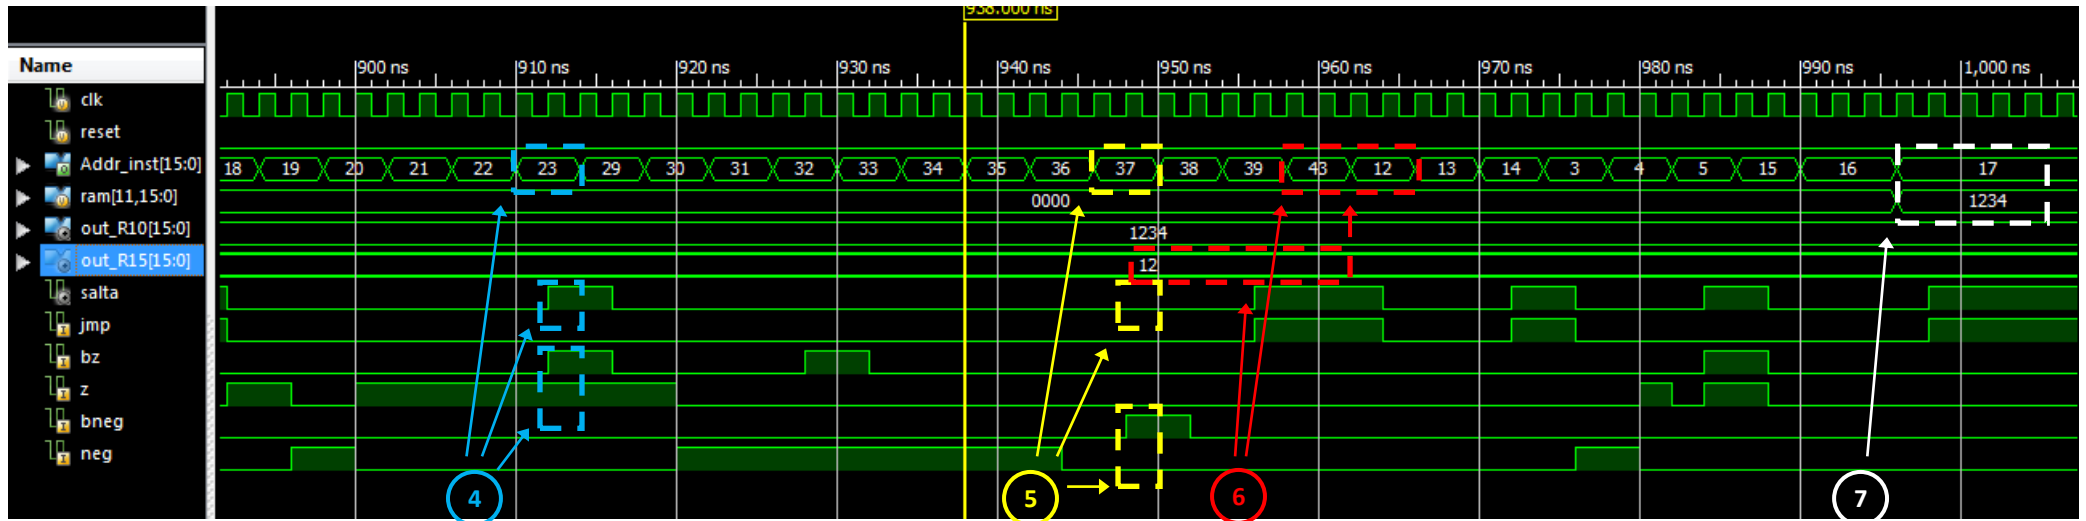 938.000 ns
Name
900 ns 910 ns 920 ns 930 ns 940 ns 950 ns 960 ns 970 ns 980 ns 990 ns 1,000 ns
clk
reset
Addr_inst[15:0] 18 19 20 21 22 23 29 30 31 32 33 34 35 36 37 38 39 43 12 13 14 3 4 5 15 16 17
ram[11,15:0] 0000 1234
out_R10[15:0] 1234
out_R15[15:0] 12
salta
jmp
bz
z
bneg
neg
4 5 6 7